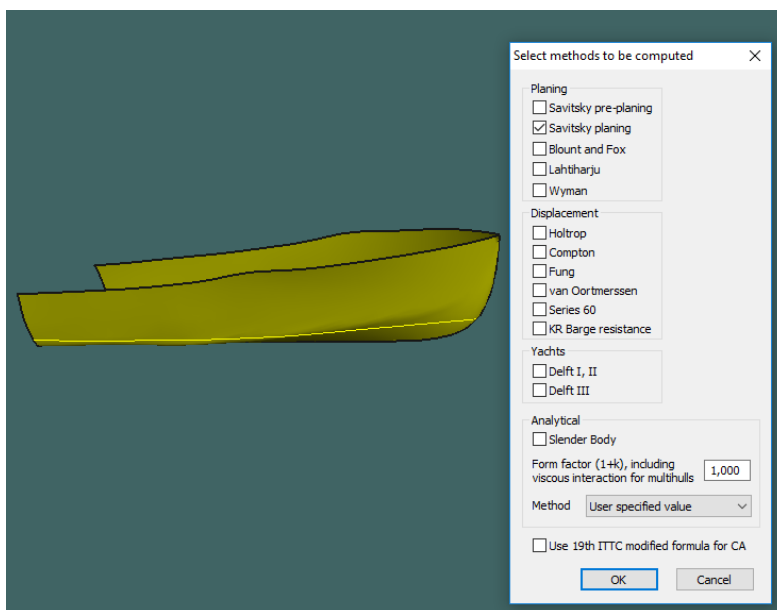 Select methods to be computed
Planing
Savitsky pre-planing
Savitsky planing
Blount and Fox
Lahtiharju
Wyman
Displacement
Holtrop
Compton
Fung
van Oortmerssen
Series 60
KR Barge resistance
Yachts
Delft I, II
Delft III
Analytical
Slender Body
Form factor (1+k), including
viscous interaction for multihulls
1,000
Method User specified value
Use 19th ITTC modified formula for CA
OK Cancel